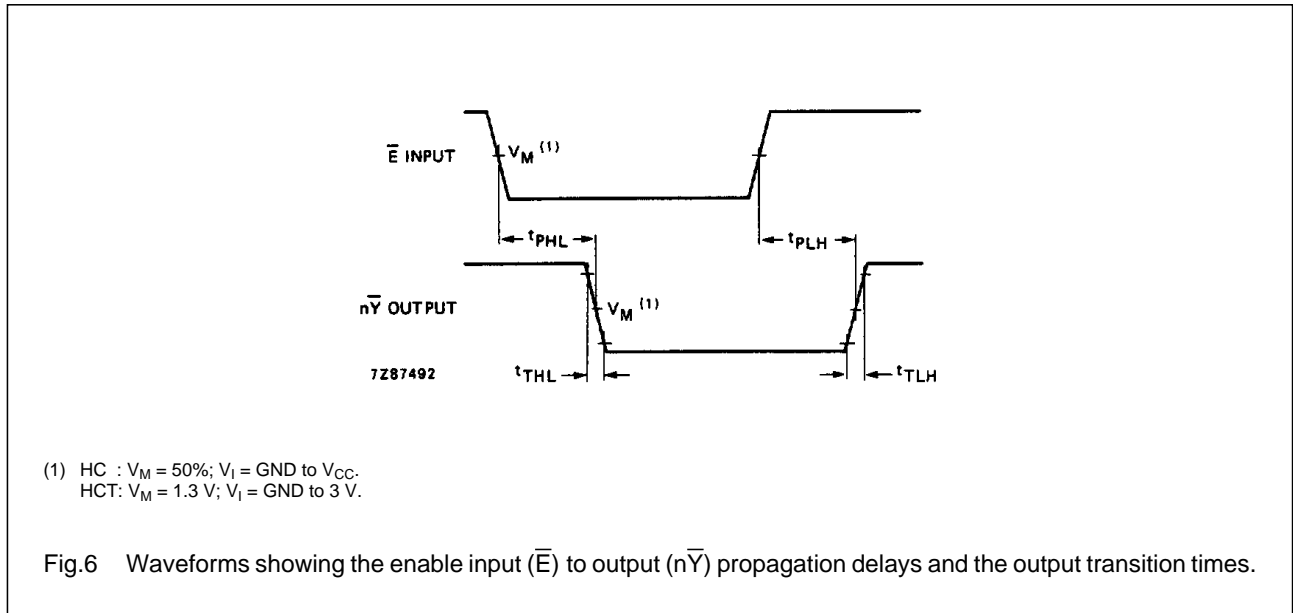 E̅ INPUT
V_M (1)
t_PHL
t_PLH
nY̅ OUTPUT
V_M (1)
7Z87492
t_THL
t_TLH
(1) HC : V_M = 50%; V_I = GND to V_CC.
HCT: V_M = 1.3 V; V_I = GND to 3 V.
Fig.6 Waveforms showing the enable input (E̅) to output (nY̅) propagation delays and the output transition times.